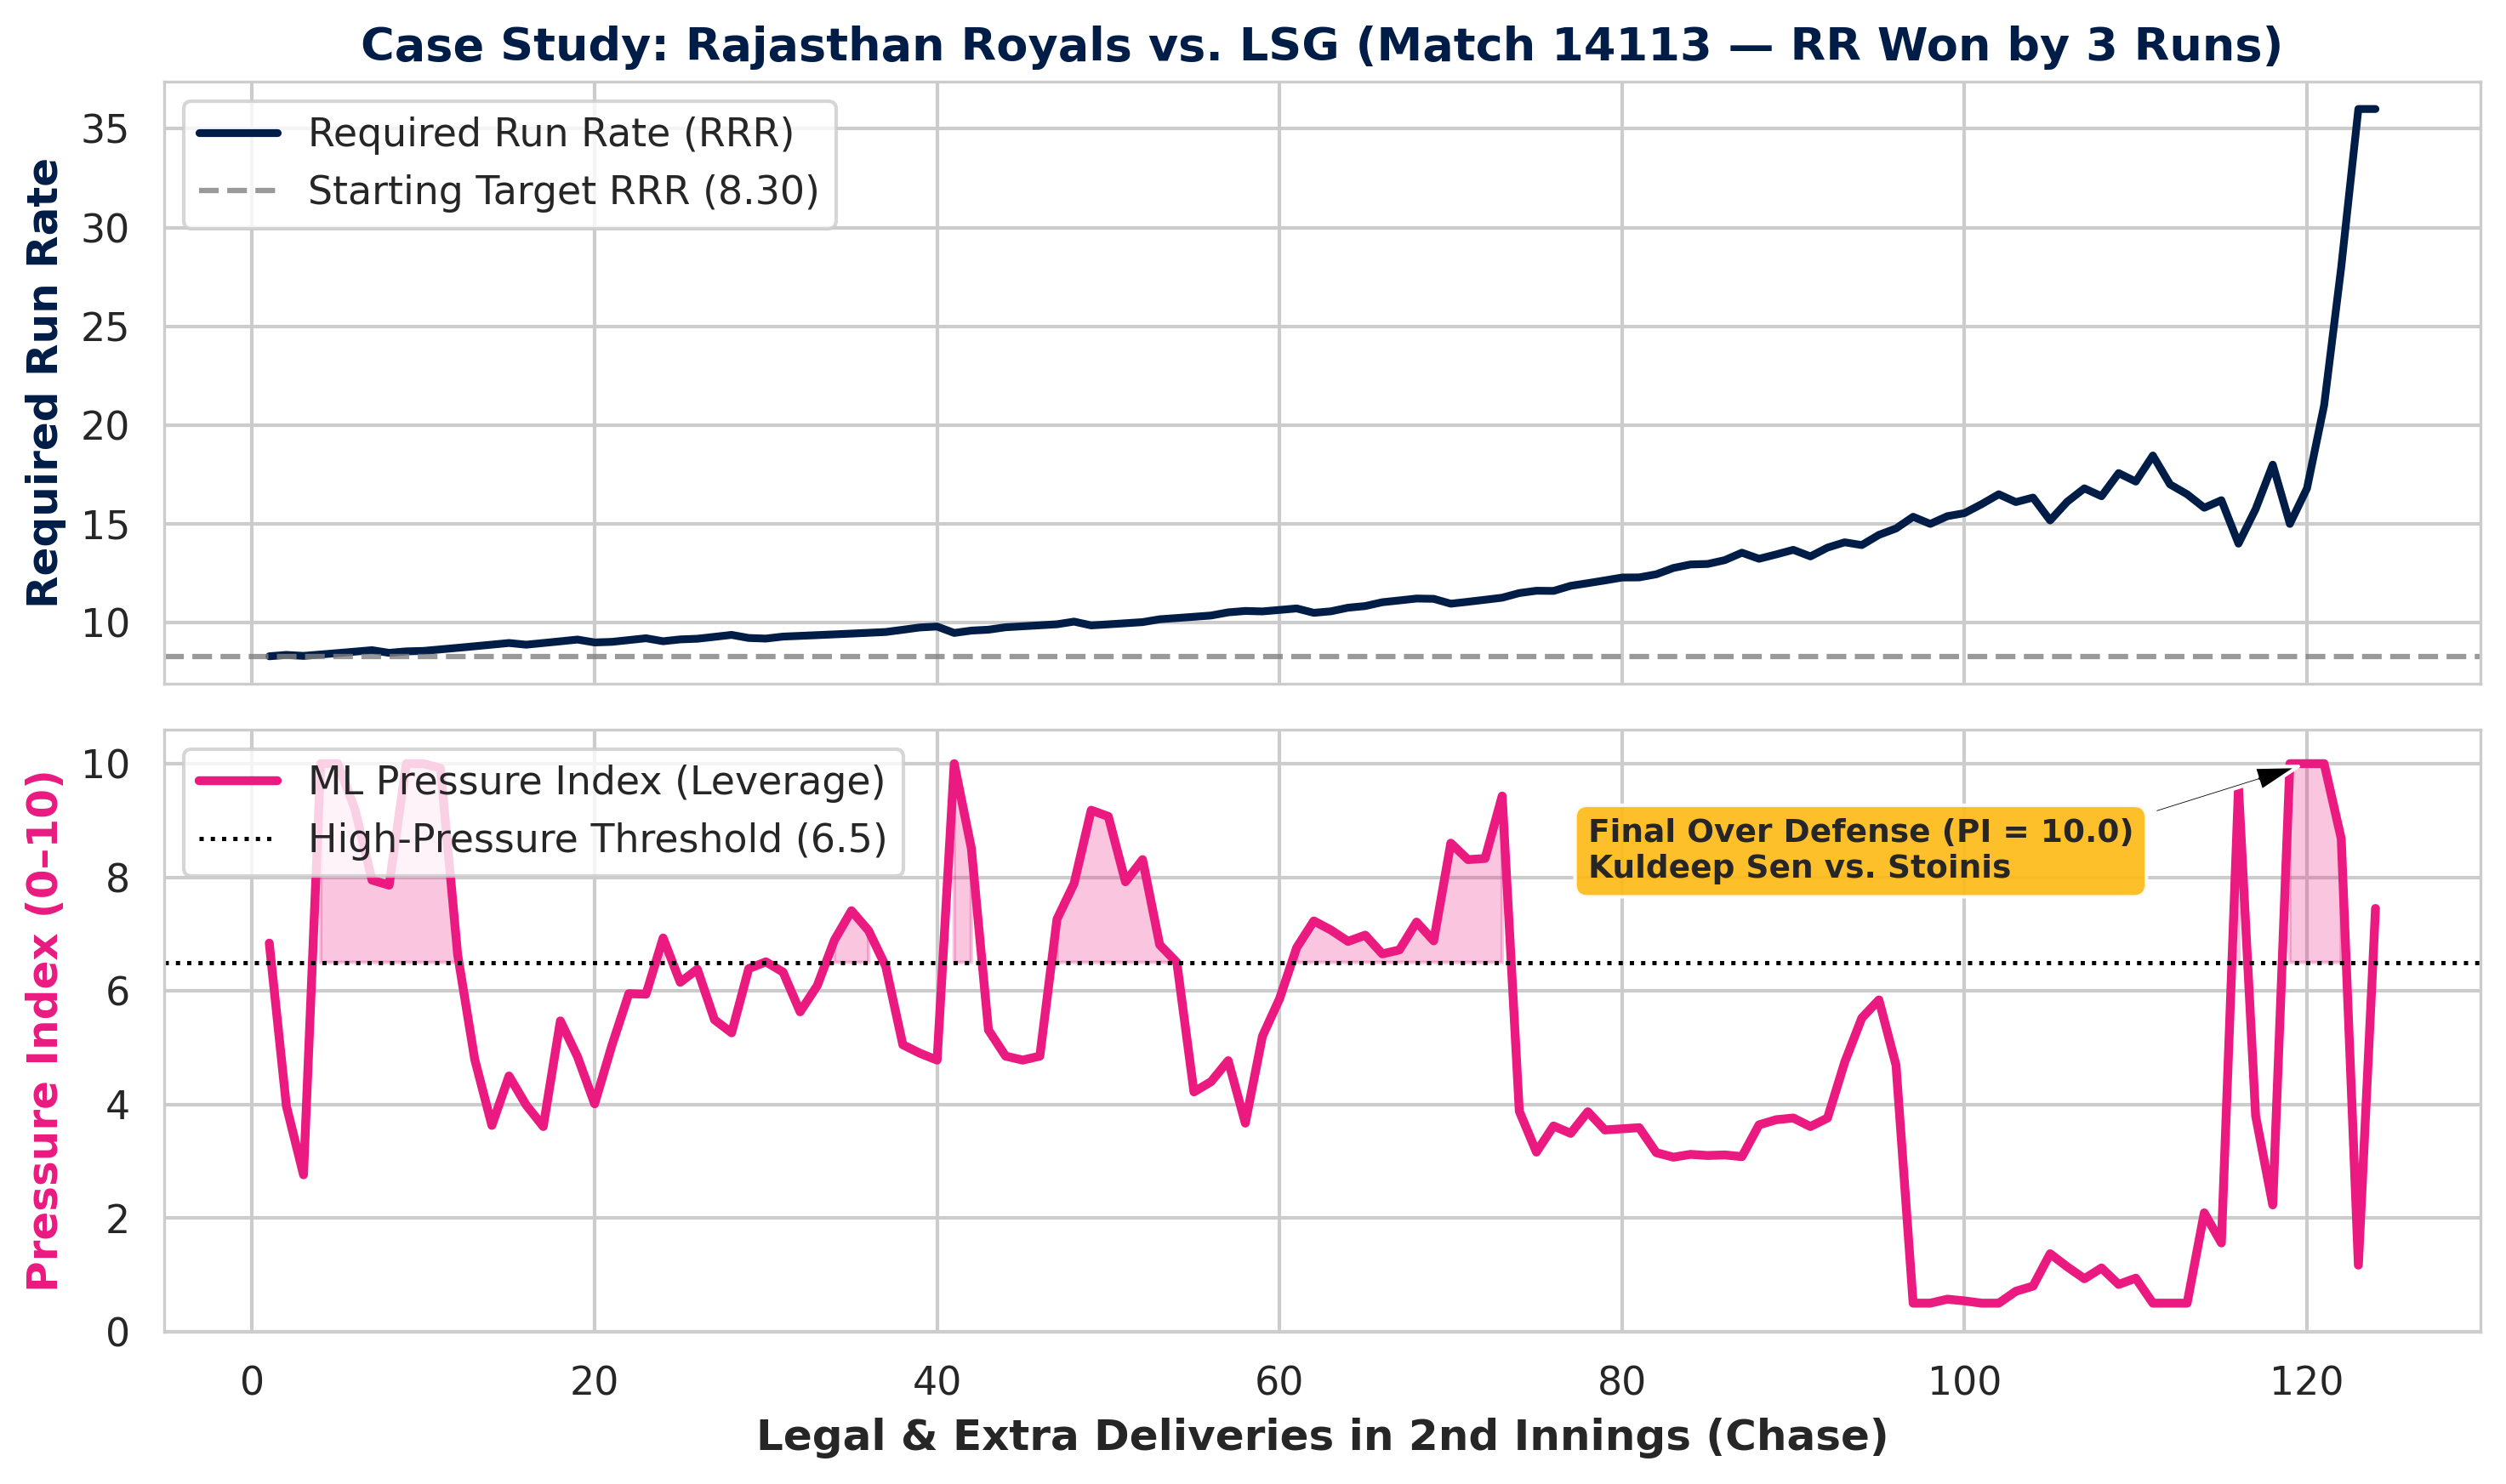 Case Study: Rajasthan Royals vs. LSG (Match 14113 — RR Won by 3 Runs)
Required Run Rate
35
30
25
20
15
10
Required Run Rate (RRR)
Starting Target RRR (8.30)
Pressure Index (0–10)
10
8
6
4
2
0
ML Pressure Index (Leverage)
High-Pressure Threshold (6.5)
Final Over Defense (PI = 10.0)
Kuldeep Sen vs. Stoinis
0 20 40 60 80 100 120
Legal & Extra Deliveries in 2nd Innings (Chase)